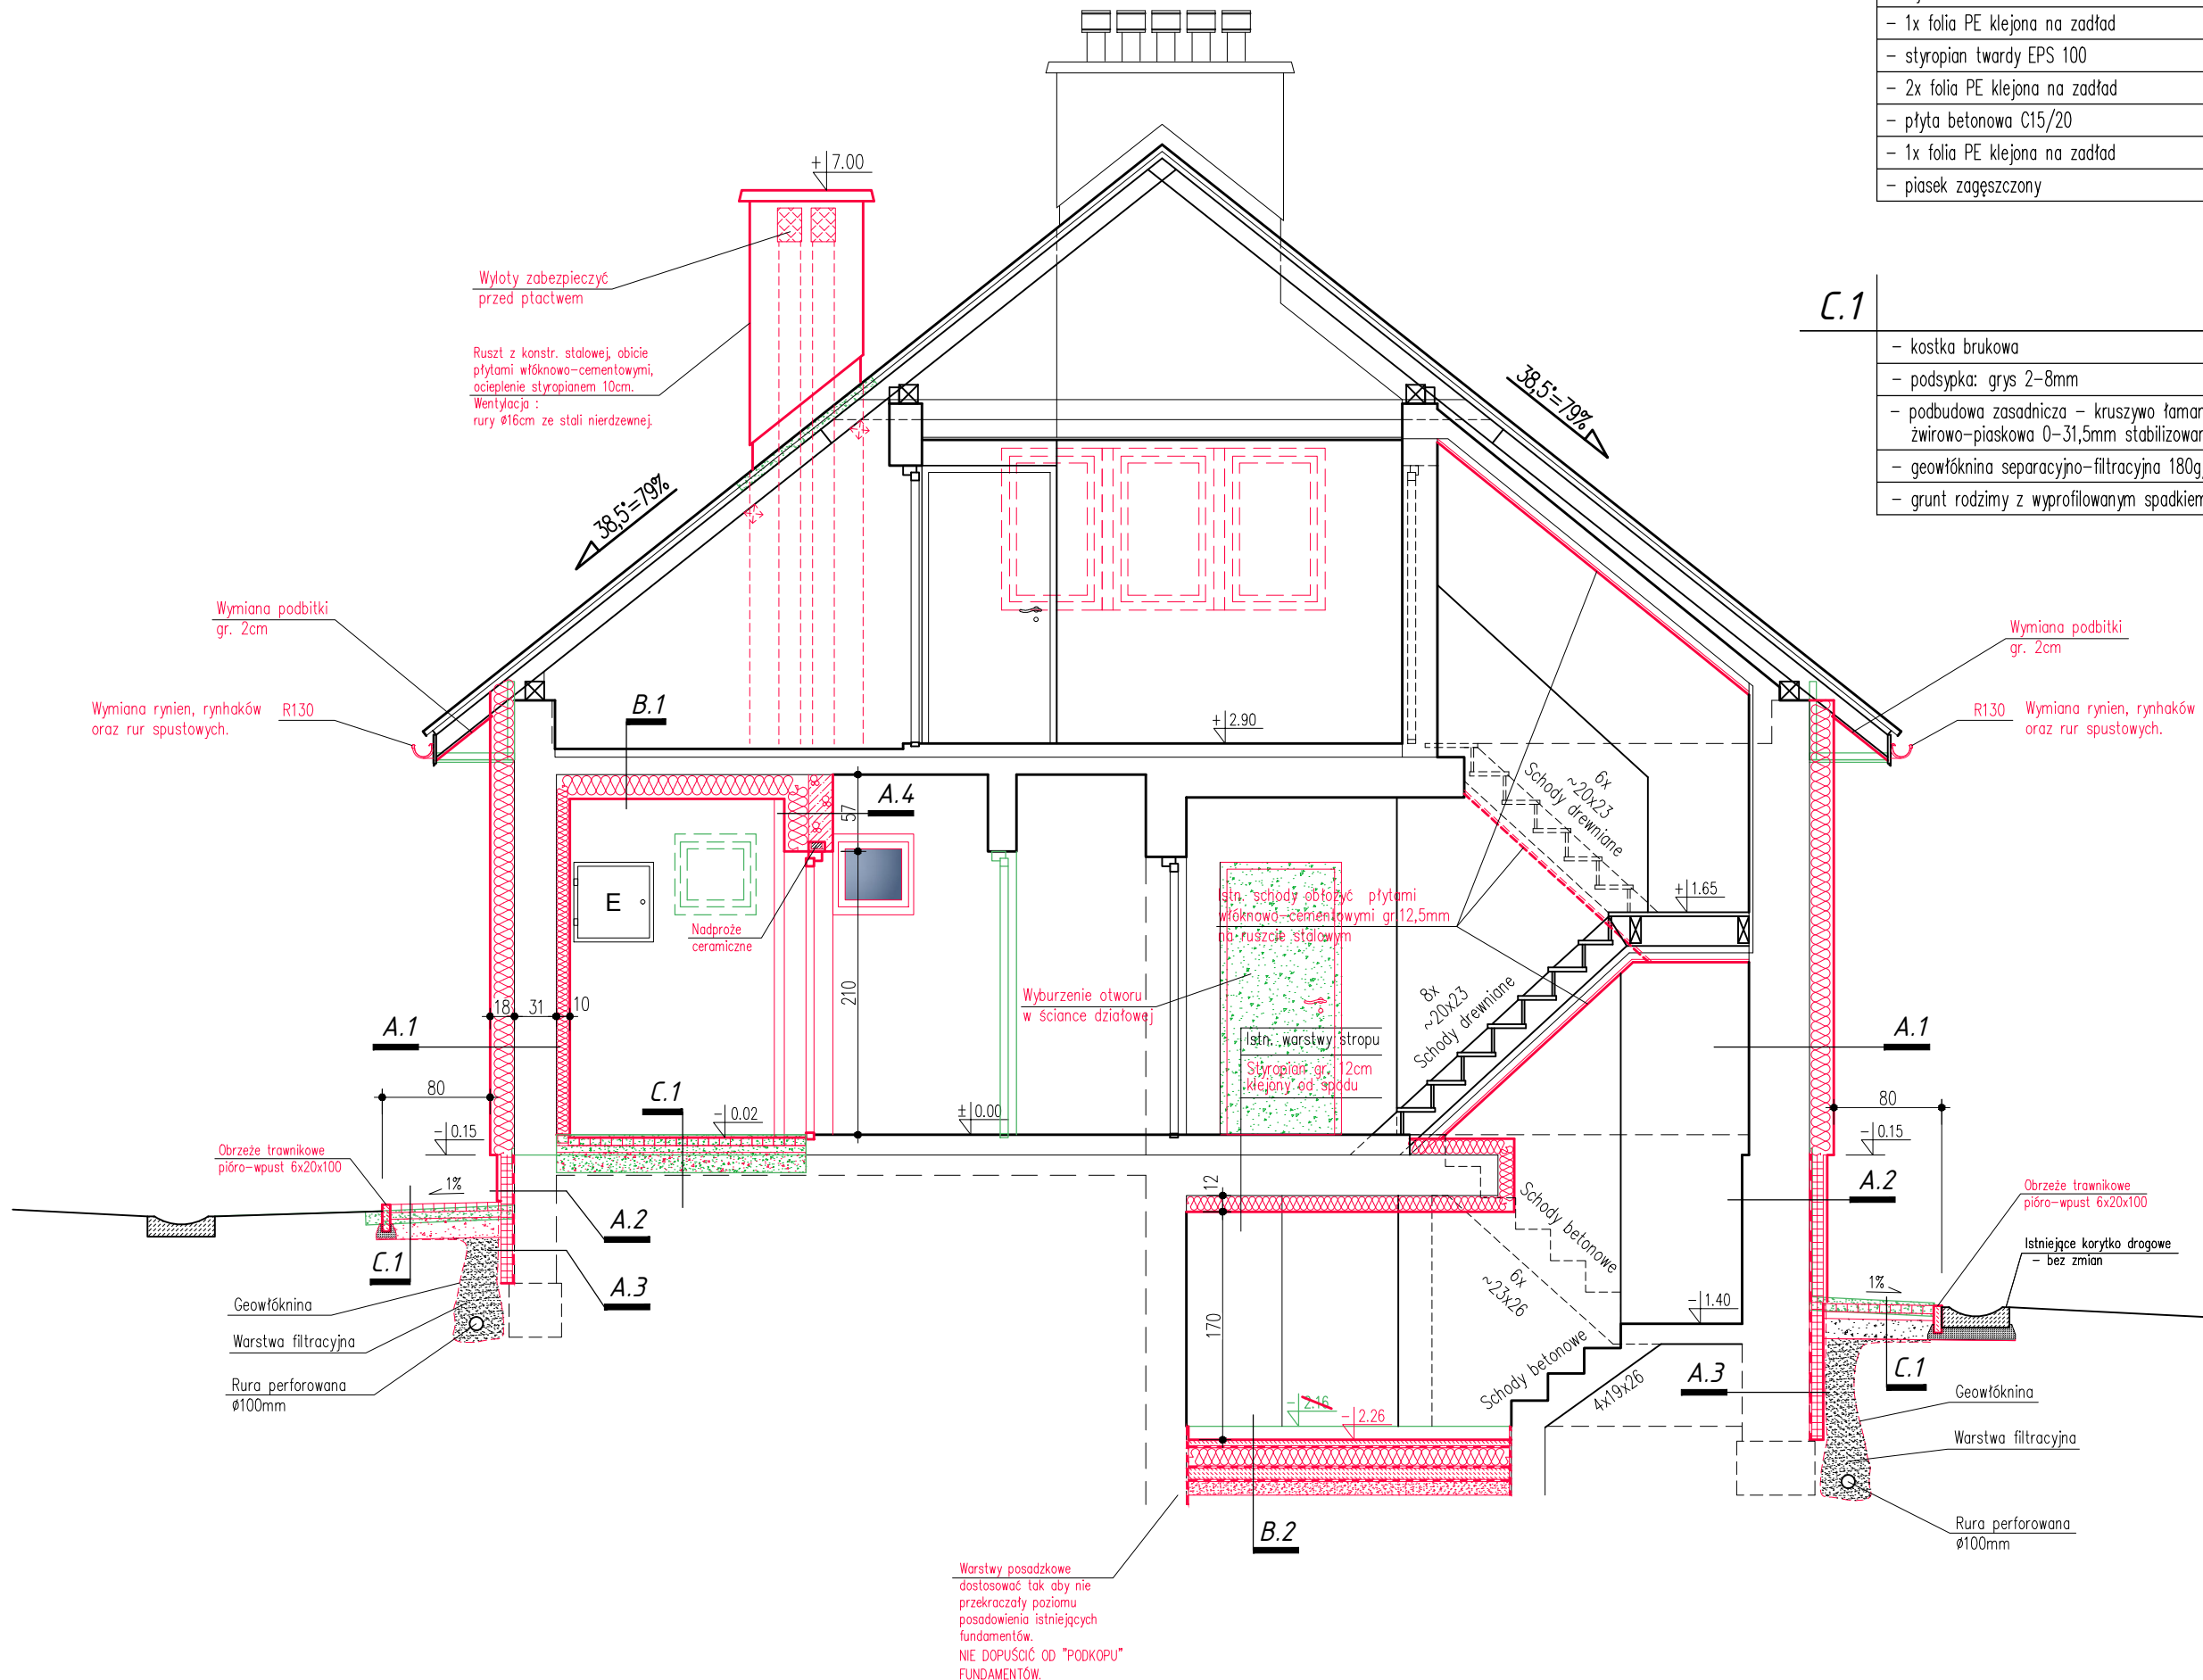 - 1x folia PE klejona na zadład
- styropian twardy EPS 100
- 2x folia PE klejona na zadład
- płyta betonowa C15/20
- 1x folia PE klejona na zadład
- piasek zagęszczony
C.1
- kostka brukowa
- podsypka: grys 2-8mm
- podbudowa zasadnicza - kruszywo
żwirowo-piaskowa 0-31,5mm
- geowłóknina separacyjno-filtracyjna 180g
- grunt rodzimy z wyprofilowanym
+7.00
Wyloty zabezpieczyć
przed ptactwem
Ruszt z konstr. stalowej, obicie
płytami włóknowo-cementowymi,
ocieplenie styropianem 10cm.
Wentylacja :
rury ø16cm ze stali nierdzewnej.
38,5°=79%
38,5°=79%
Wymiana podbitki
gr. 2cm
Wymiana podbitki
gr. 2cm
Wymiana rynien, rynhaków
oraz rur spustowych.
R130
R130
Wymiana rynien, rynhaków
oraz rur spustowych.
B.1
+2.90
A.4
57
6x
~20x23
Schody drewniane
E
Nadproże
ceramiczne
Istn. schody obłożyć płytami
włóknowo-cementowymi gr.12,5mm
na ruszcie stalowym
+1.65
210
Wyburzenie otworu
w ściance działowej
8x
~20x23
Schody drewniane
18
31
10
A.1
A.1
Istn. warstwy stropu
Styropian gr. 12cm
klejony od spodu
80
C.1
-0.02
±0.00
80
-0.15
-0.15
Obrzeże trawnikowe
pióro-wpust 6x20x100
1%
A.2
12
Schody betonowe
A.2
Obrzeże trawnikowe
pióro-wpust 6x20x100
Istniejące korytko drogowe
- bez zmian
C.1
A.3
6x
~23x26
1%
Geowłóknina
Warstwa filtracyjna
170
-1.40
Schody betonowe
Rura perforowana
ø100mm
4x19x26
A.3
C.1
Geowłóknina
-2.16
-2.26
Warstwa filtracyjna
B.2
Rura perforowana
ø100mm
Warstwy posadzkowe
dostosować tak aby nie
przekraczały poziomu
posadowienia istniejących
fundamentów.
NIE DOPUŚCIĆ OD "PODKOPU"
FUNDAMENTÓW.